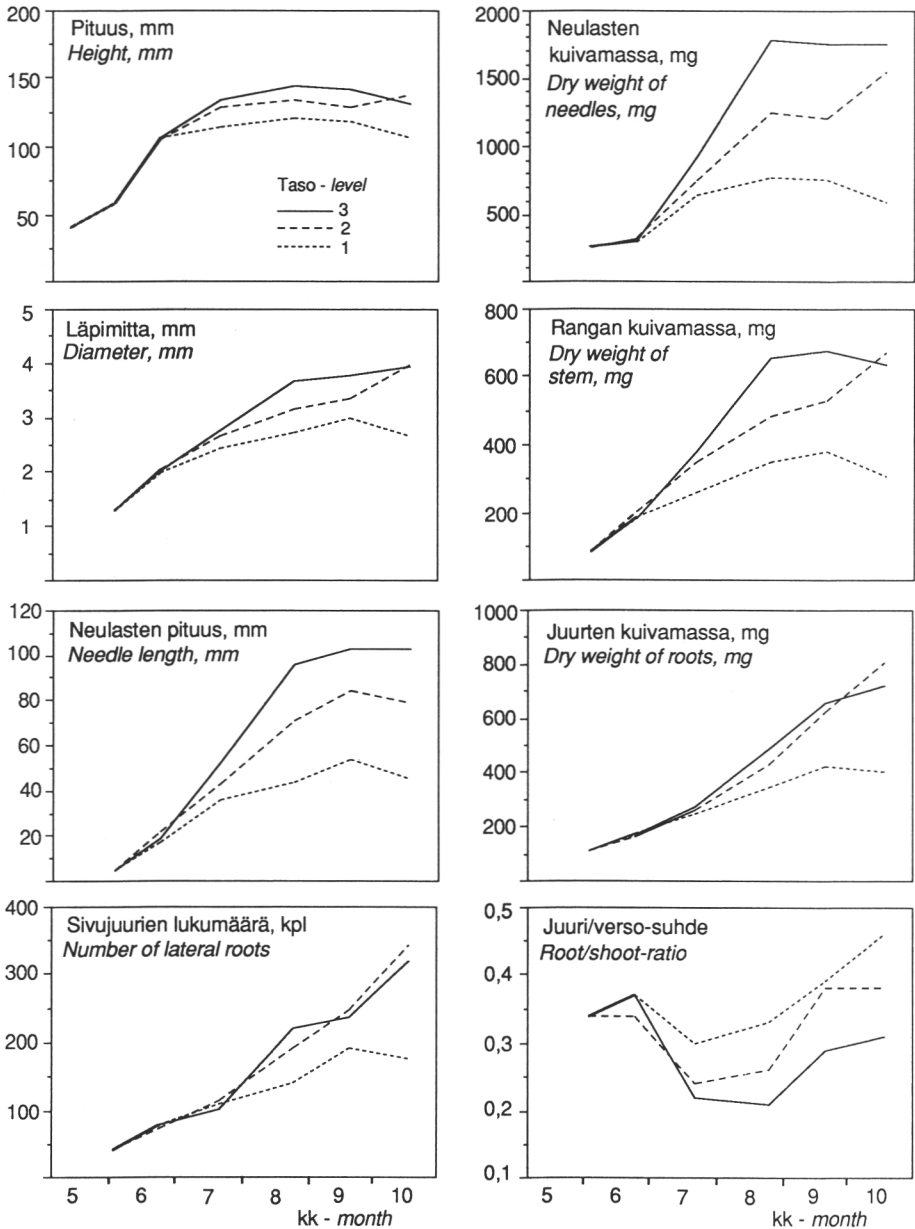 200
150
100
50
Pituus, mm
Height, mm
Taso - level
3
2
1
2000
1500
1000
500
Neulasten
kuivamassa, mg
Dry weight of
needles, mg
5
4
3
2
1
Läpimitta, mm
Diameter, mm
800
600
400
200
Rangan kuivamassa, mg
Dry weight of
stem, mg
120
100
80
60
40
20
Neulasten pituus, mm
Needle length, mm
1000
800
600
400
200
Juurten kuivamassa, mg
Dry weight of roots, mg
400
300
200
100
Sivujuurien lukumäärä, kpl
Number of lateral roots
5 6 7 8 9 10
kk - month
0,5
0,4
0,3
0,2
0,1
Juuri/verso-suhde
Root/shoot-ratio
5 6 7 8 9 10
kk - month